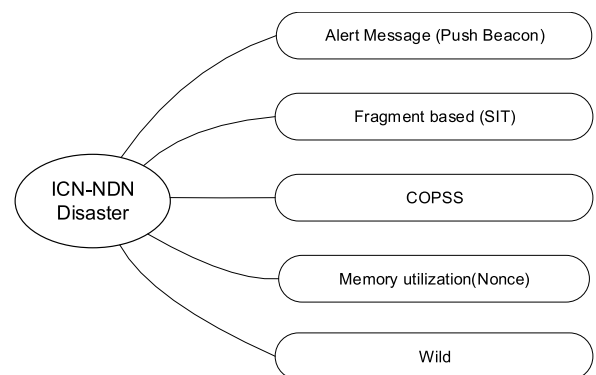 Alert Message (Push Beacon)
Fragment based (SIT)
ICN-NDN
Disaster
COPSS
Memory utilization(Nonce)
Wild